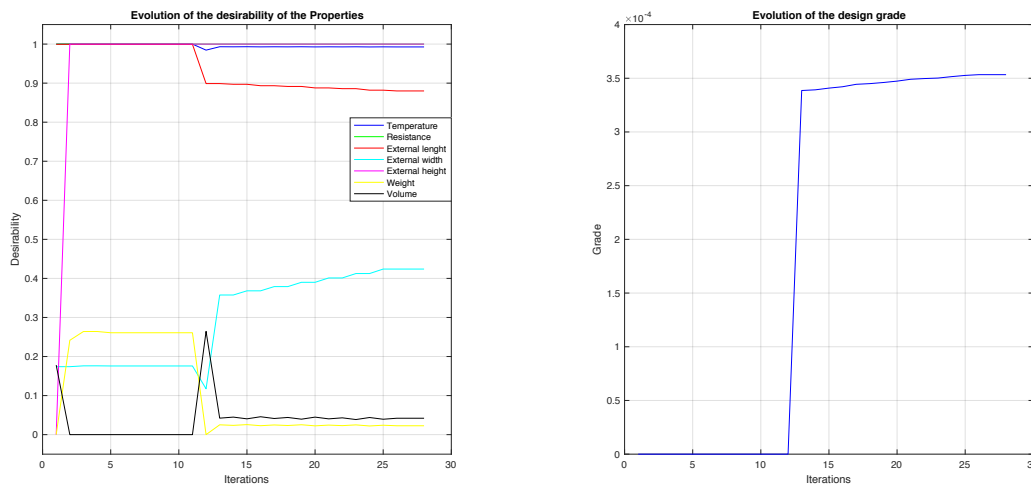 Evolution of the desirability of the Properties
1
0.9
0.8
0.7
0.6
0.5
0.4
0.3
0.2
0.1
0
Desirability
0 5 10 15 20 25 30
Iterations
Temperature
Resistance
External lenght
External width
External height
Weight
Volume
Evolution of the design grade
×10⁻⁴
4
3.5
3
2.5
2
1.5
1
0.5
0
Grade
0 5 10 15 20 25 30
Iterations